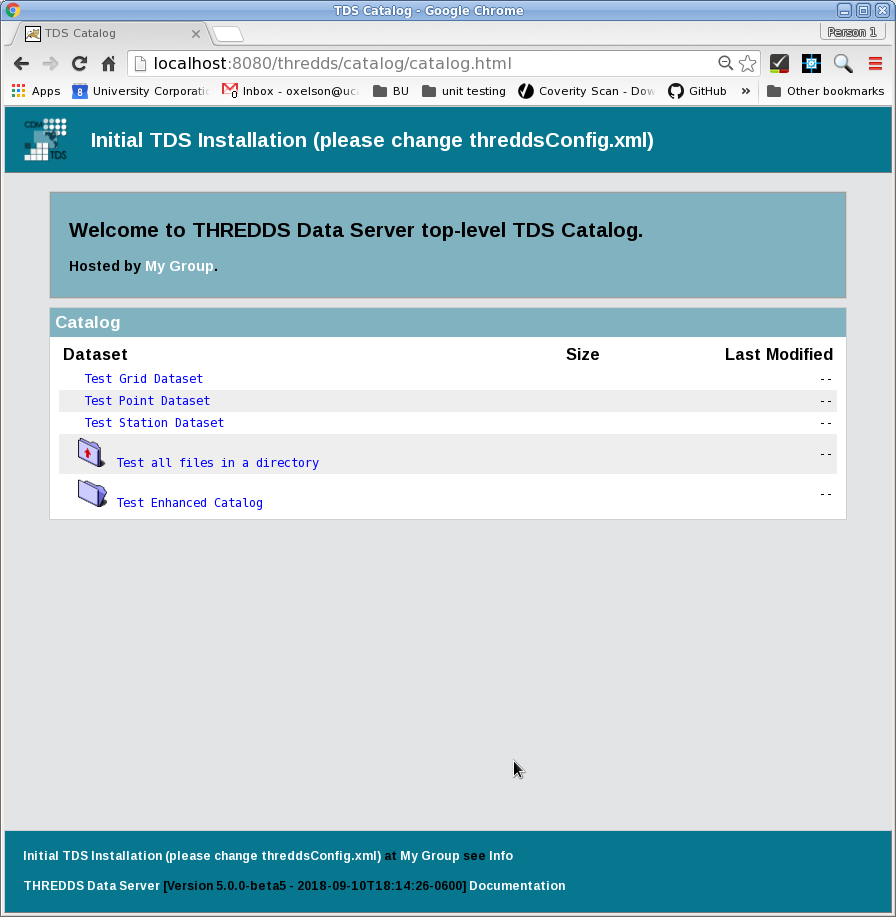 TDS Catalog - Google Chrome
TDS Catalog
Person 1
localhost:8080/thredds/catalog/catalog.html
Apps 8 University Corporatio 0 Inbox - oxelson@uca BU unit testing Coverity Scan - Dow GitHub » Other bookmarks
TDS
Initial TDS Installation (please change threddsConfig.xml)
Welcome to THREDDS Data Server top-level TDS Catalog.
Hosted by My Group.
Catalog
Dataset Size Last Modified
Test Grid Dataset --
Test Point Dataset --
Test Station Dataset --
Test all files in a directory --
Test Enhanced Catalog --
Initial TDS Installation (please change threddsConfig.xml) at My Group see Info
THREDDS Data Server [Version 5.0.0-beta5 - 2018-09-10T18:14:26-0600] Documentation